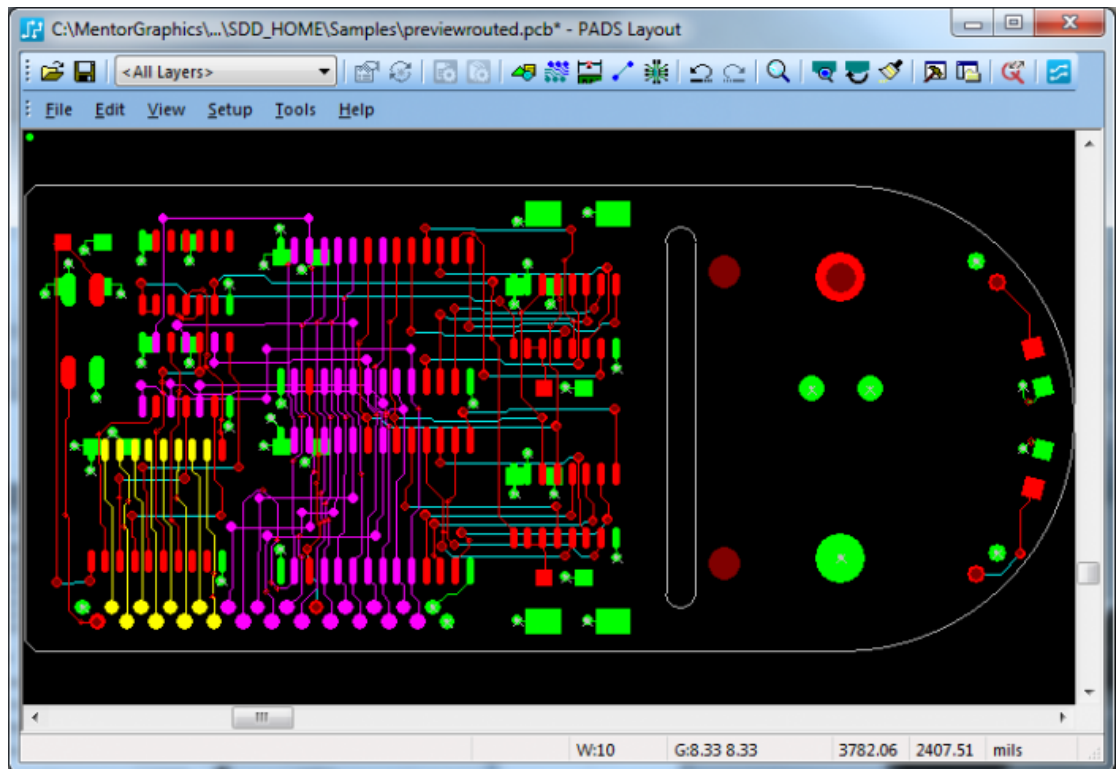 C:\MentorGraphics\...\SDD_HOME\Samples\previewrouted.pcb* - PADS Layout
<All Layers>
File Edit View Setup Tools Help
W:10 G:8.33 8.33 3782.06 2407.51 mils